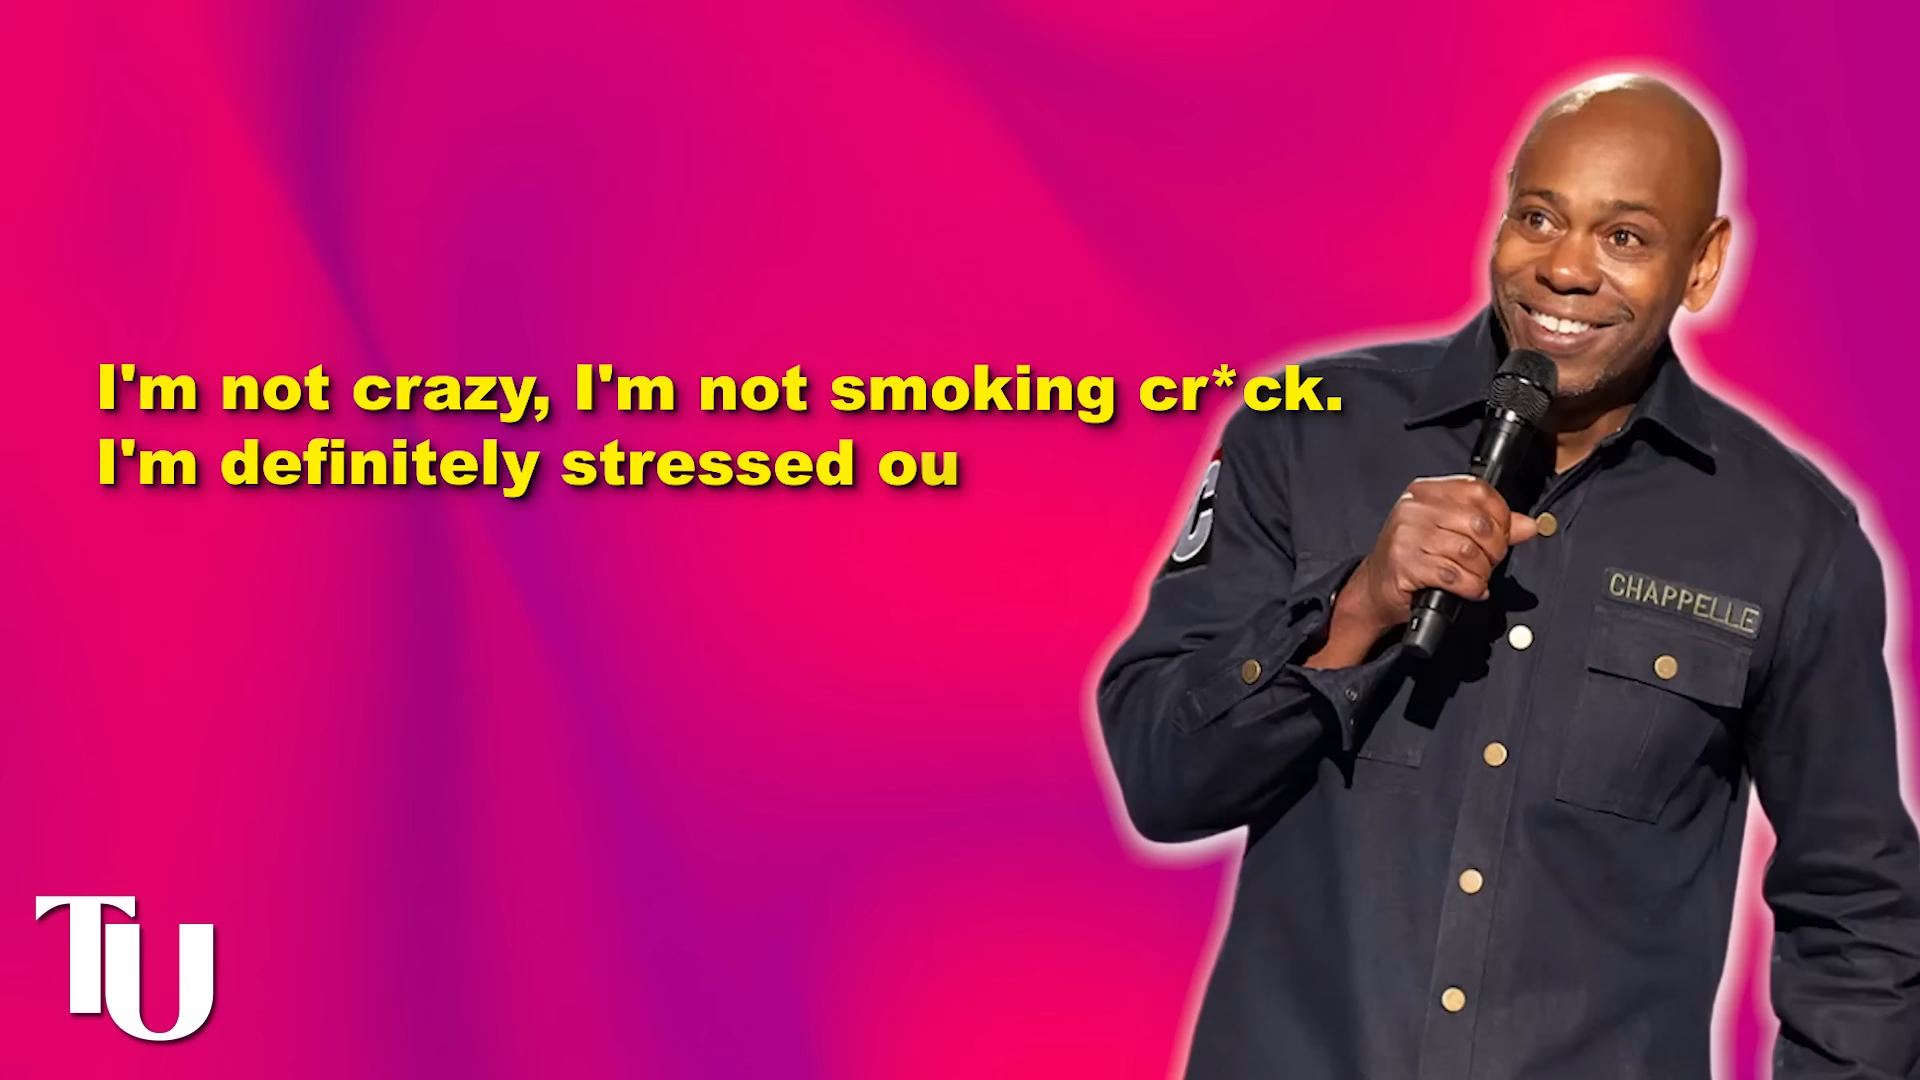 I'm not crazy, I'm not smoking cr*ck.
I'm definitely stressed ou
C
CHAPPELLE
TU